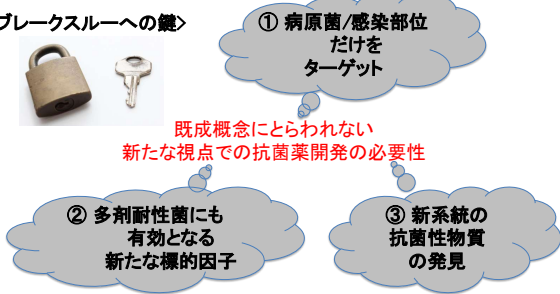 ブレークスルーへの鍵>
① 病原菌/感染部位
だけを
ターゲット
既成概念にとらわれない
新たな視点での抗菌薬開発の必要性
② 多剤耐性菌にも
有効となる
新たな標的因子
③ 新系統の
抗菌性物質
の発見